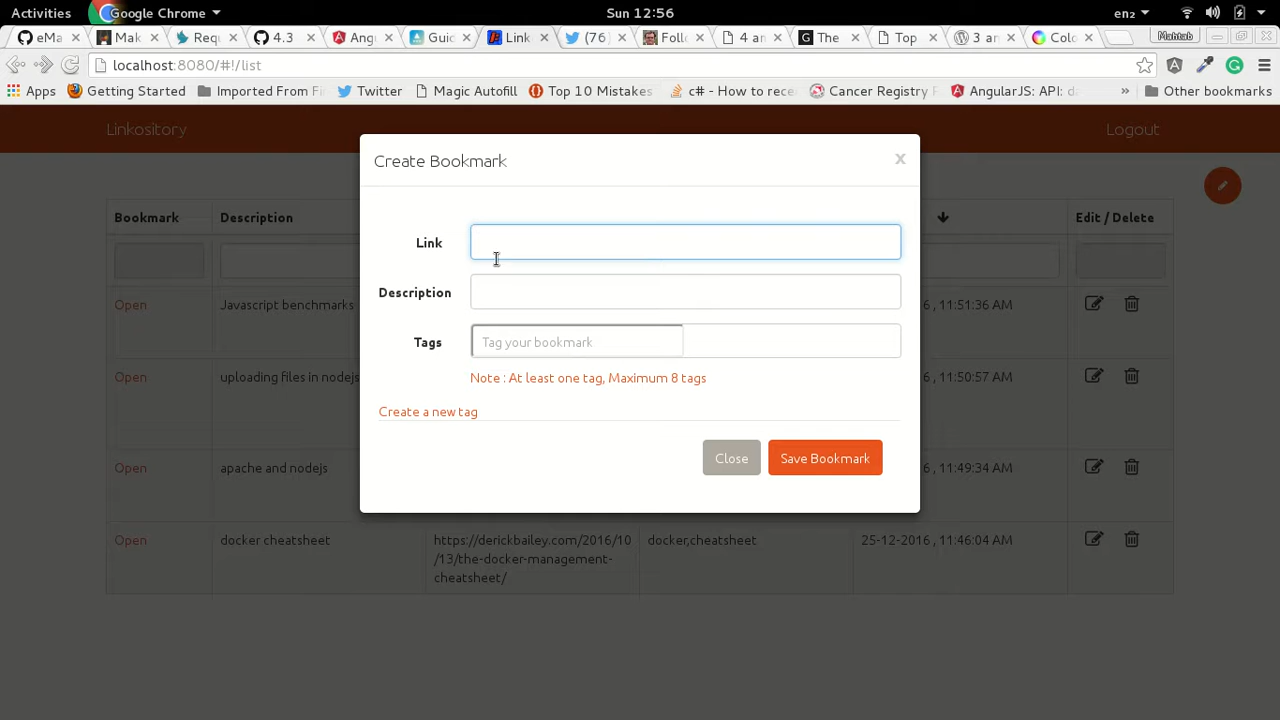 Activities Google Chrome Sun 12:56 en2
eMa Mak Requ 4.3 Ang Guid Link (76) Follo 4 an The Top 3 an Colo Mahtab
localhost:8080/#!/list
Apps Getting Started Imported From Fi Twitter Magic Autofill Top 10 Mistakes c# - How to rece Cancer Registry P AngularJS: API: da » Other bookmarks
Linkository Logout
Create Bookmark x
Bookmark Description Edit / Delete
Link
Description
Tags Tag your bookmark
Note : At least one tag, Maximum 8 tags
Create a new tag
Close Save Bookmark
Open Javascript benchmarks 6 , 11:51:36 AM
Open uploading files in nodejs 6 , 11:50:57 AM
Open apache and nodejs 6 , 11:49:34 AM
Open docker cheatsheet https://derickbailey.com/2016/10 docker,cheatsheet 25-12-2016 , 11:46:04 AM
/13/the-docker-management-
cheatsheet/